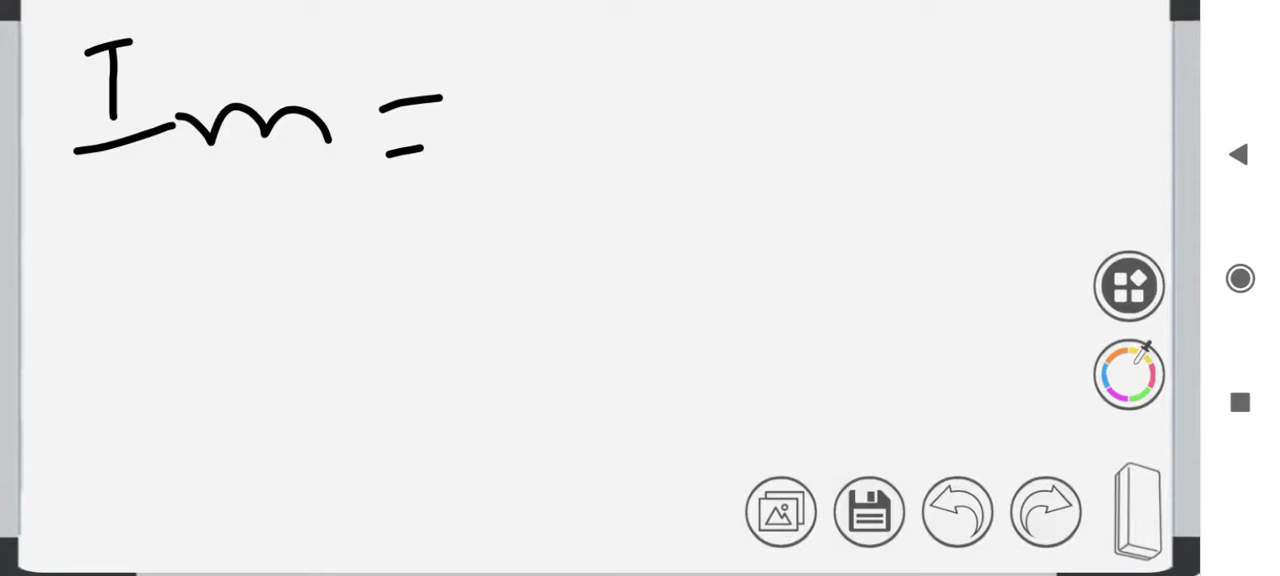 Im =